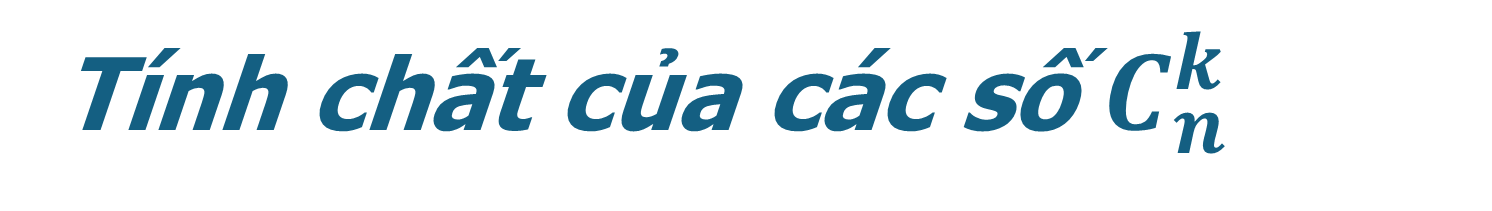 Tính chất của các số $C_n^k$